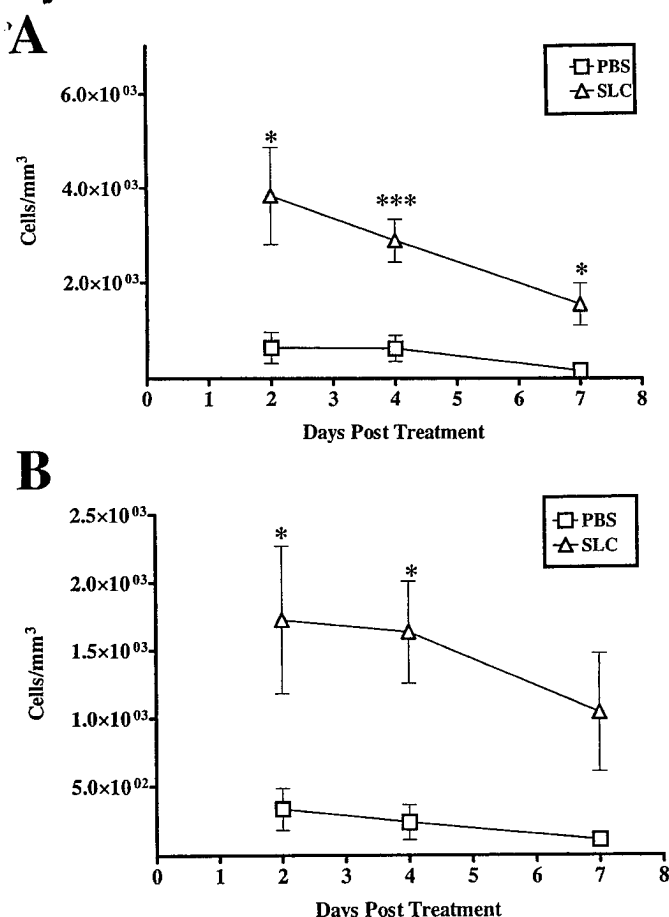 A
PBS
SLC
6.0×10⁰³
4.0×10⁰³
2.0×10⁰³
Cells/mm³
*
***
*
0 1 2 3 4 5 6 7 8
Days Post Treatment
B
PBS
SLC
2.5×10⁰³
2.0×10⁰³
1.5×10⁰³
1.0×10⁰³
5.0×10⁰²
Cells/mm³
*
*
0 1 2 3 4 5 6 7 8
Days Post Treatment